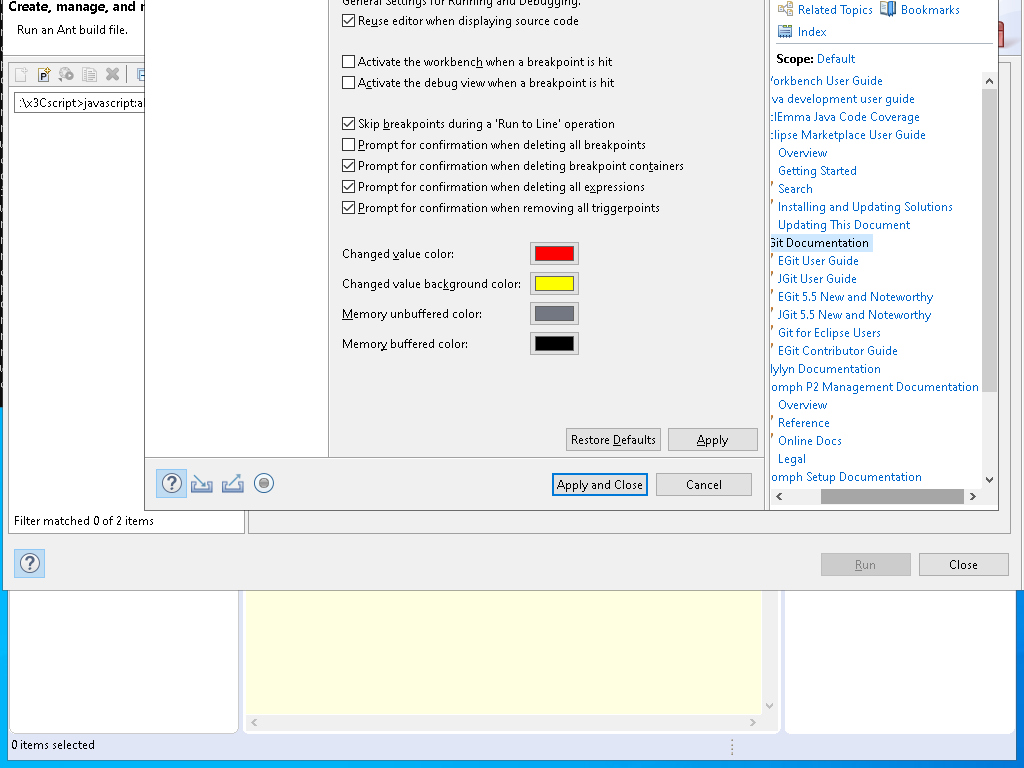 Create, manage, and r
Run an Ant build file.
:\x3Cscript>javascript:al
Filter matched 0 of 2 items
General Settings for Running and Debugging.
Reuse editor when displaying source code
Activate the workbench when a breakpoint is hit
Activate the debug view when a breakpoint is hit
Skip breakpoints during a 'Run to Line' operation
Prompt for confirmation when deleting all breakpoints
Prompt for confirmation when deleting breakpoint containers
Prompt for confirmation when deleting all expressions
Prompt for confirmation when removing all triggerpoints
Changed value color:
Changed value background color:
Memory unbuffered color:
Memory buffered color:
Restore Defaults
Apply
Apply and Close
Cancel
Related Topics
Bookmarks
Index
Scope: Default
orkbench User Guide
va development user guide
clEmma Java Code Coverage
clipse Marketplace User Guide
Overview
Getting Started
Search
Installing and Updating Solutions
Updating This Document
Git Documentation
EGit User Guide
JGit User Guide
EGit 5.5 New and Noteworthy
JGit 5.5 New and Noteworthy
Git for Eclipse Users
EGit Contributor Guide
ylyn Documentation
omph P2 Management Documentation
Overview
Reference
Online Docs
Legal
omph Setup Documentation
Run
Close
0 items selected